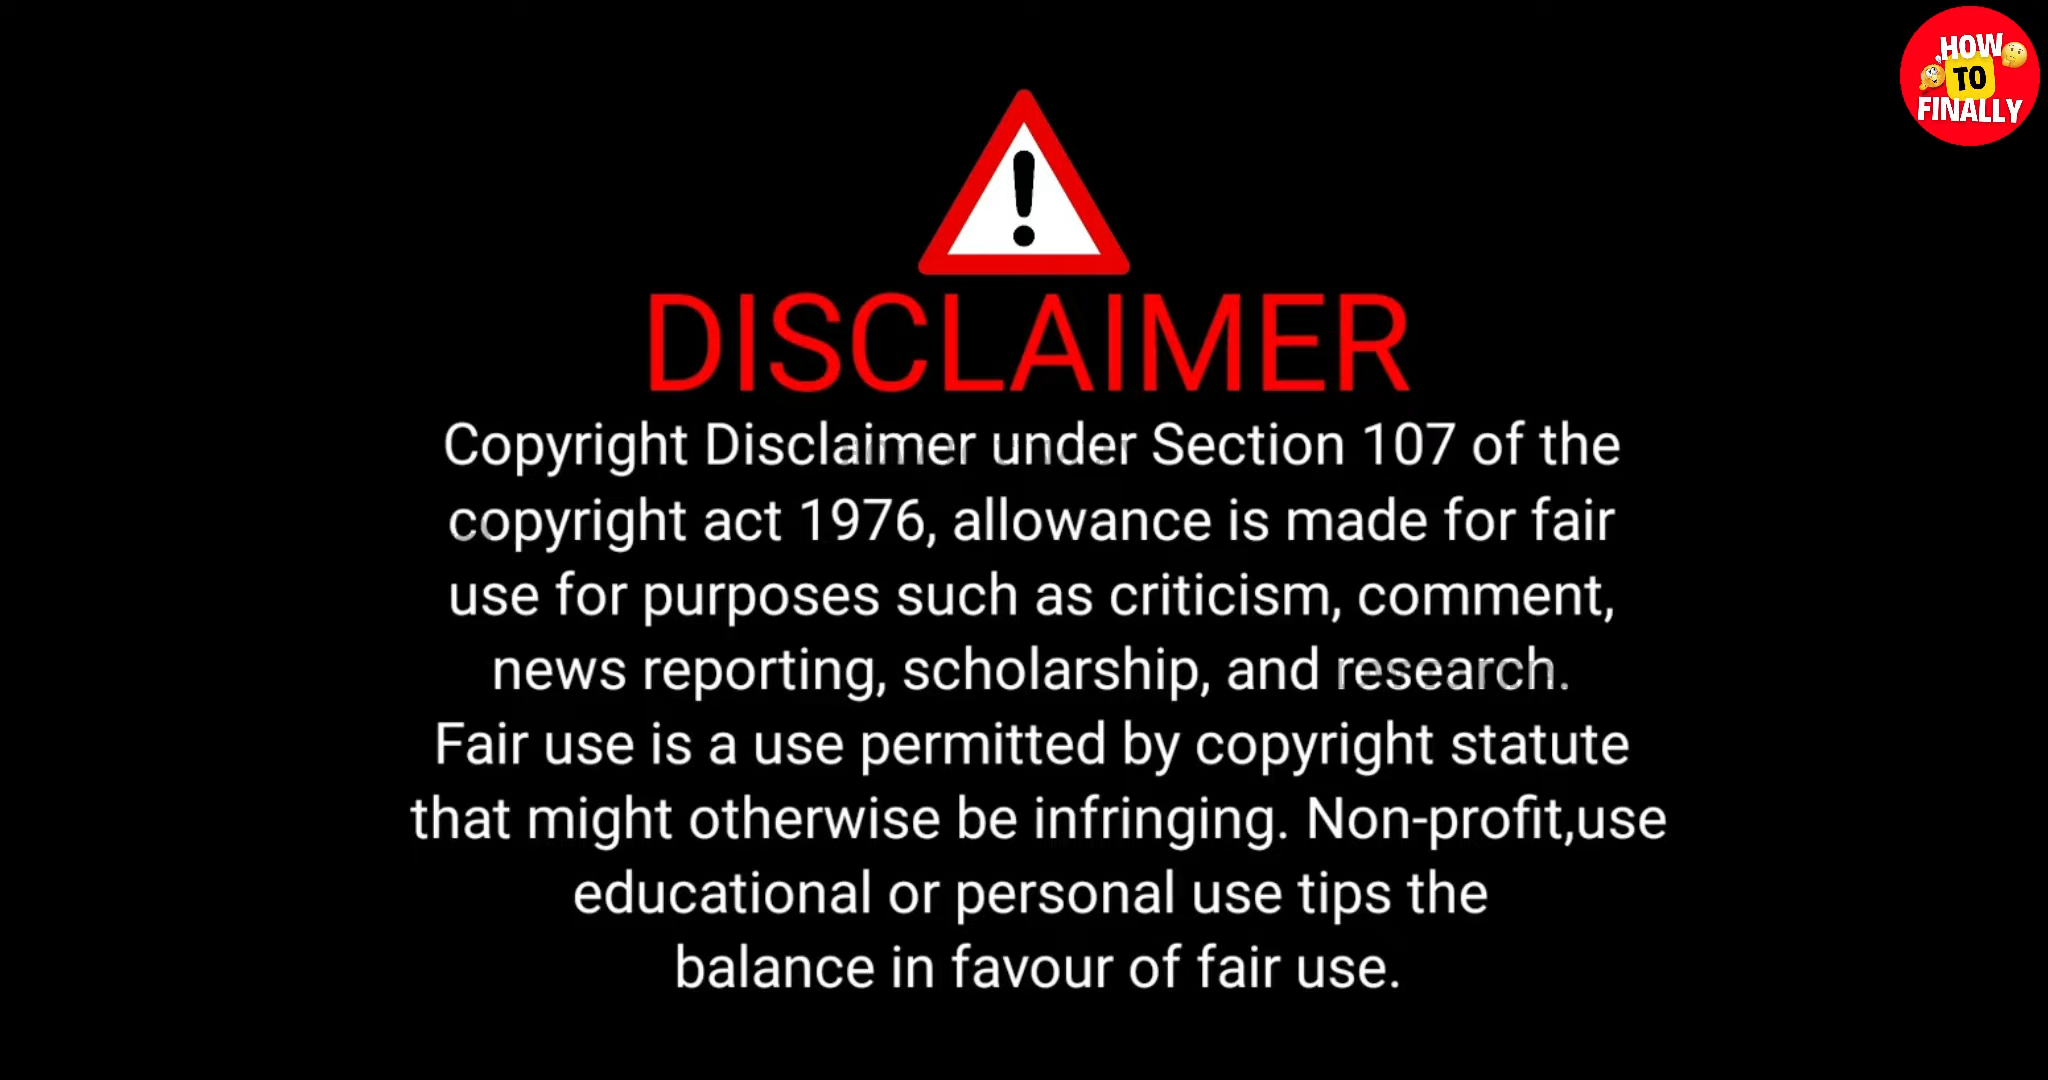 HOW
TO
FINALLY
DISCLAIMER
Copyright Disclaimer under Section 107 of the
copyright act 1976, allowance is made for fair
use for purposes such as criticism, comment,
news reporting, scholarship, and research.
Fair use is a use permitted by copyright statute
that might otherwise be infringing. Non-profit,use
educational or personal use tips the
balance in favour of fair use.